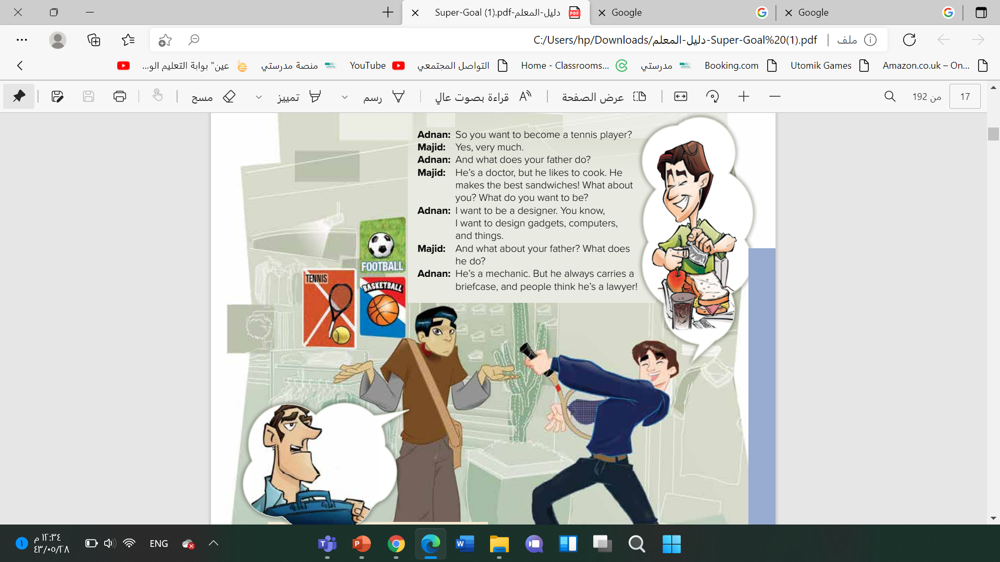 Super-Goal (1).pdf-دليل-المعلم
Google
Google
C:/Users/hp/Downloads/دليل-المعلم-Super-Goal%20(1).pdf
ملف
عين" بوابة التعليم الو...
منصة مدرستي
YouTube
التواصل المجتمعي
Home - Classrooms...
مدرستي
Booking.com
Utomik Games
Amazon.co.uk – On...
مسح
تمييز
رسم
قراءة بصوت عالٍ
عرض الصفحة
من 192
17
Adnan: So you want to become a tennis player?
Majid: Yes, very much.
Adnan: And what does your father do?
Majid: He's a doctor, but he likes to cook. He
makes the best sandwiches! What about
you? What do you want to be?
Adnan: I want to be a designer. You know,
I want to design gadgets, computers,
and things.
Majid: And what about your father? What does
he do?
Adnan: He's a mechanic. But he always carries a
briefcase, and people think he's a lawyer!
FOOTBALL
TENNIS
BASKETBALL
١٢:٣٤ م
٤٣/٠٥/٢٨
١
ENG